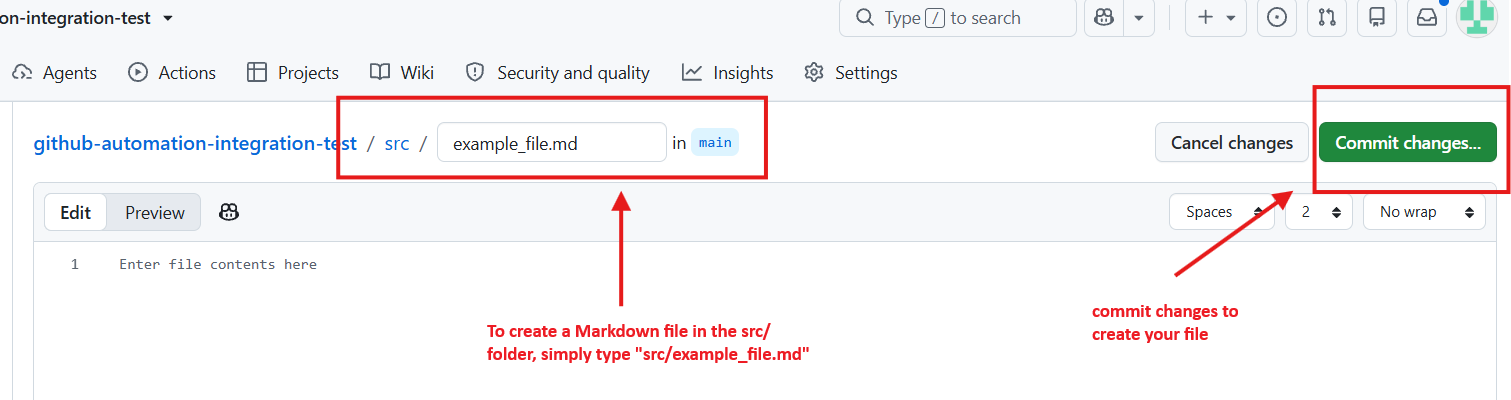 on-integration-test
Type / to search
Agents Actions Projects Wiki Security and quality Insights Settings
github-automation-integration-test / src / example_file.md in main
Cancel changes Commit changes...
Edit Preview Spaces 2 No wrap
1 Enter file contents here
To create a Markdown file in the src/
folder, simply type "src/example_file.md"
commit changes to
create your file